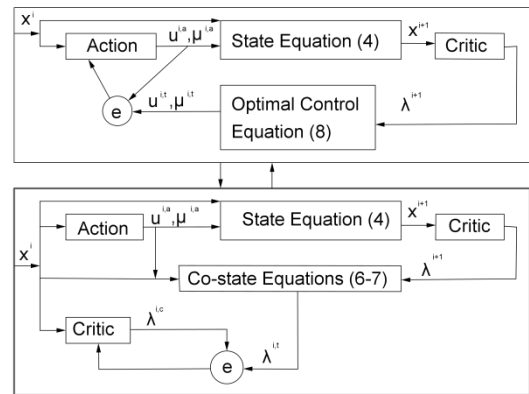 x^i
Action
u^{i,a},μ^{i,a}
State Equation (4)
x^{i+1}
Critic
e
u^{i,t},μ^{i,t}
Optimal Control
Equation (8)
λ^{i+1}
x^i
Action
u^{i,a},μ^{i,a}
State Equation (4)
x^{i+1}
Critic
Co-state Equations (6-7)
λ^{i+1}
Critic
λ^{i,c}
e
λ^{i,t}